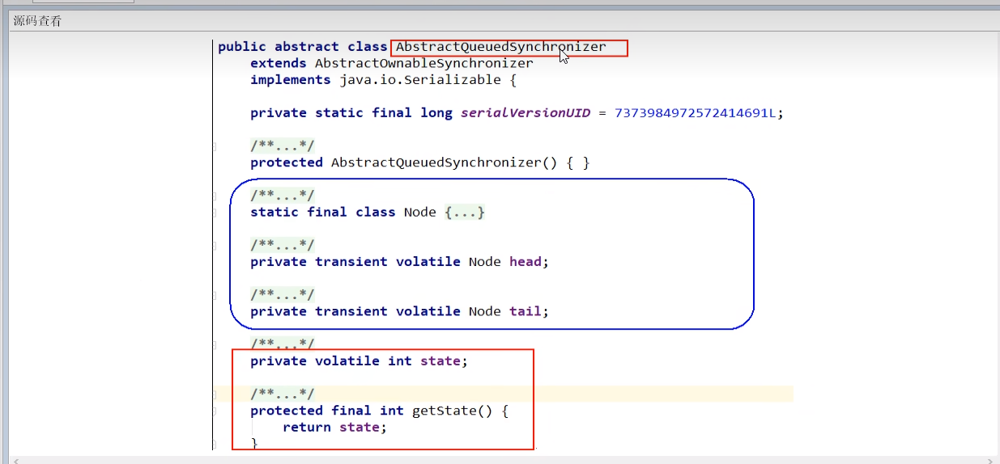 源码查看
public abstract class AbstractQueuedSynchronizer
extends AbstractOwnableSynchronizer
implements java.io.Serializable {
private static final long serialVersionUID = 7373984972572414691L;
/**...*/
protected AbstractQueuedSynchronizer() { }
/**...*/
static final class Node {...}
/**...*/
private transient volatile Node head;
/**...*/
private transient volatile Node tail;
/**...*/
private volatile int state;
/**...*/
protected final int getState() {
return state;
}